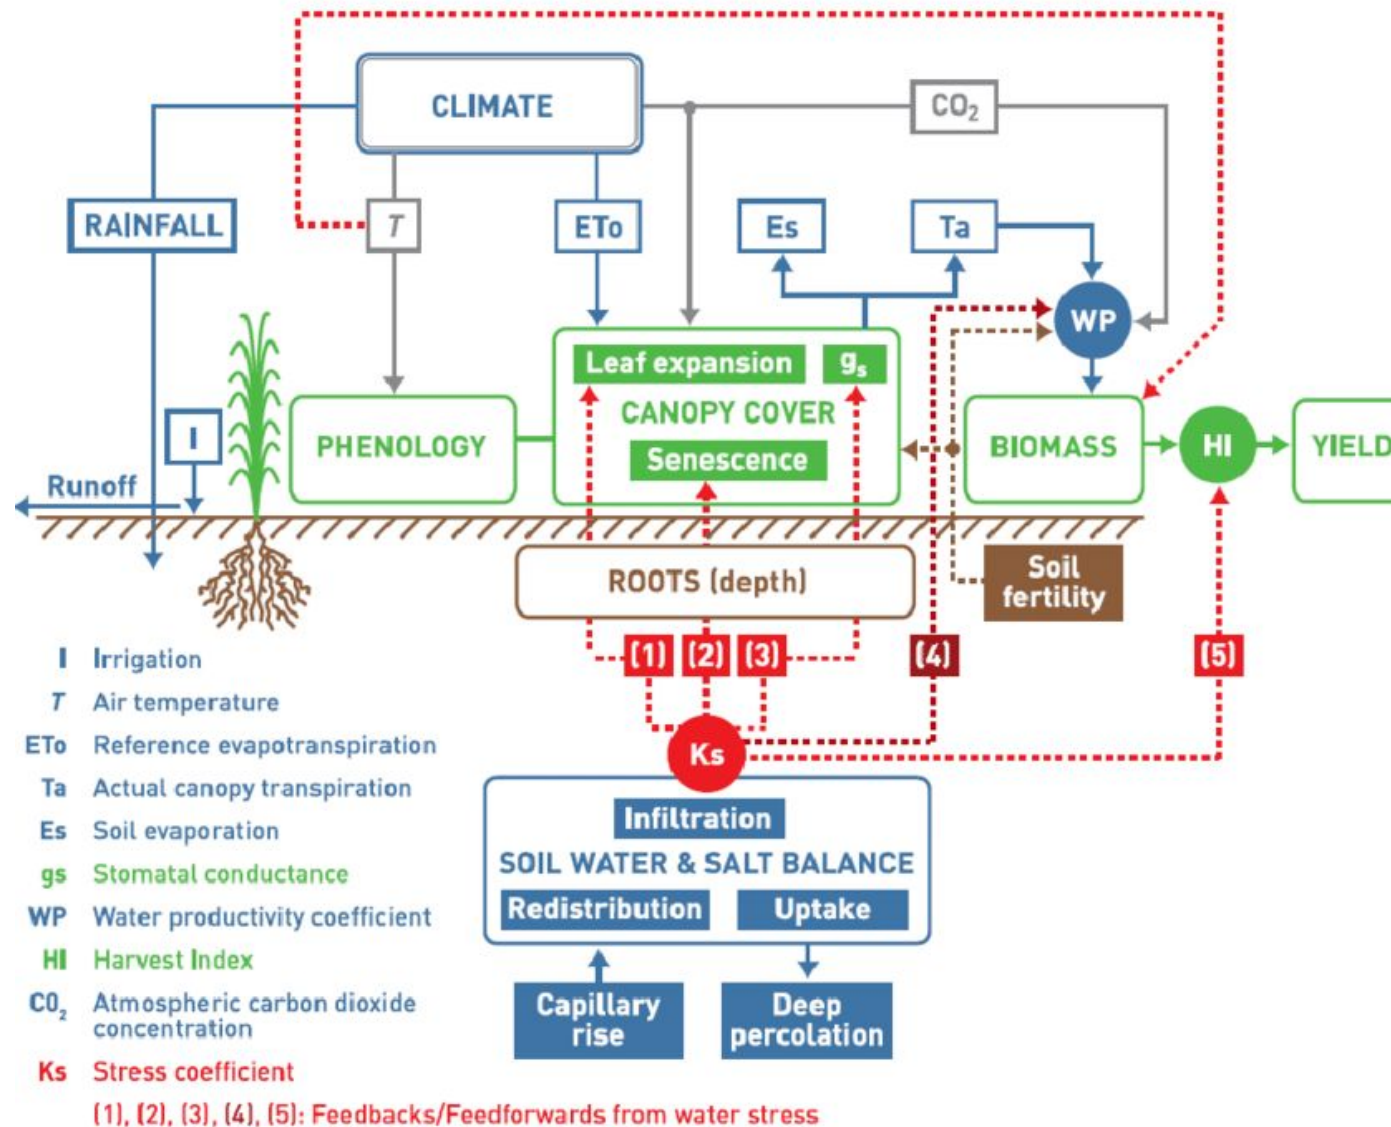 CLIMATE
CO₂
RAINFALL
T
ETo
Es
Ta
WP
Leaf expansion
gs
CANOPY COVER
Senescence
PHENOLOGY
I
BIOMASS
HI
YIELD
Runoff
ROOTS (depth)
Soil
fertility
(1)
(2)
(3)
(4)
(5)
Ks
Infiltration
SOIL WATER & SALT BALANCE
Redistribution
Uptake
Capillary
rise
Deep
percolation
I Irrigation
T Air temperature
ETo Reference evapotranspiration
Ta Actual canopy transpiration
Es Soil evaporation
gs Stomatal conductance
WP Water productivity coefficient
HI Harvest Index
CO₂ Atmospheric carbon dioxide
concentration
Ks Stress coefficient
(1), (2), (3), (4), (5): Feedbacks/Feedforwards from water stress